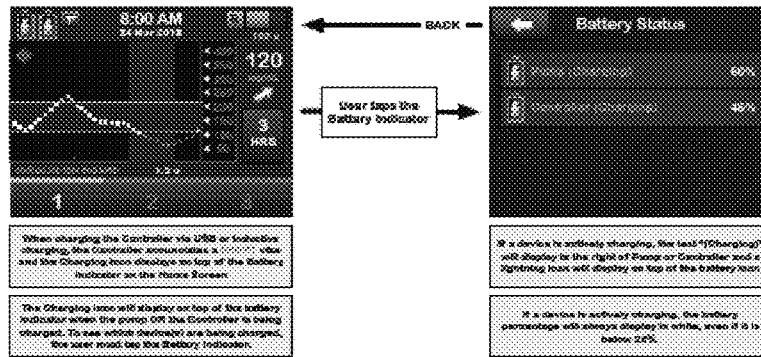 8:00 AM
24 Mar 2018
120
3
HRS
1
2
3
BACK
User taps the
Battery Indicator
Battery Status
Pump (Charging)
60%
Controller (Charging)
45%
When charging the Controller via USB or inductive
charging, the Controller annunciates a
and the Charging icon displays on top of the Battery
Indicator on the Home Screen
The Charging icon will display on top of the battery
indicator when the pump OR the Controller is being
charged. To see which device(s) are being charged,
the user must tap the Battery Indicator.
If a device is actively charging, the text "(Charging)"
will display to the right of Pump or Controller and a
lightning icon will display on top of the battery icon
If a device is actively charging, the battery
percentage will always display in white, even if it is
below 25%.